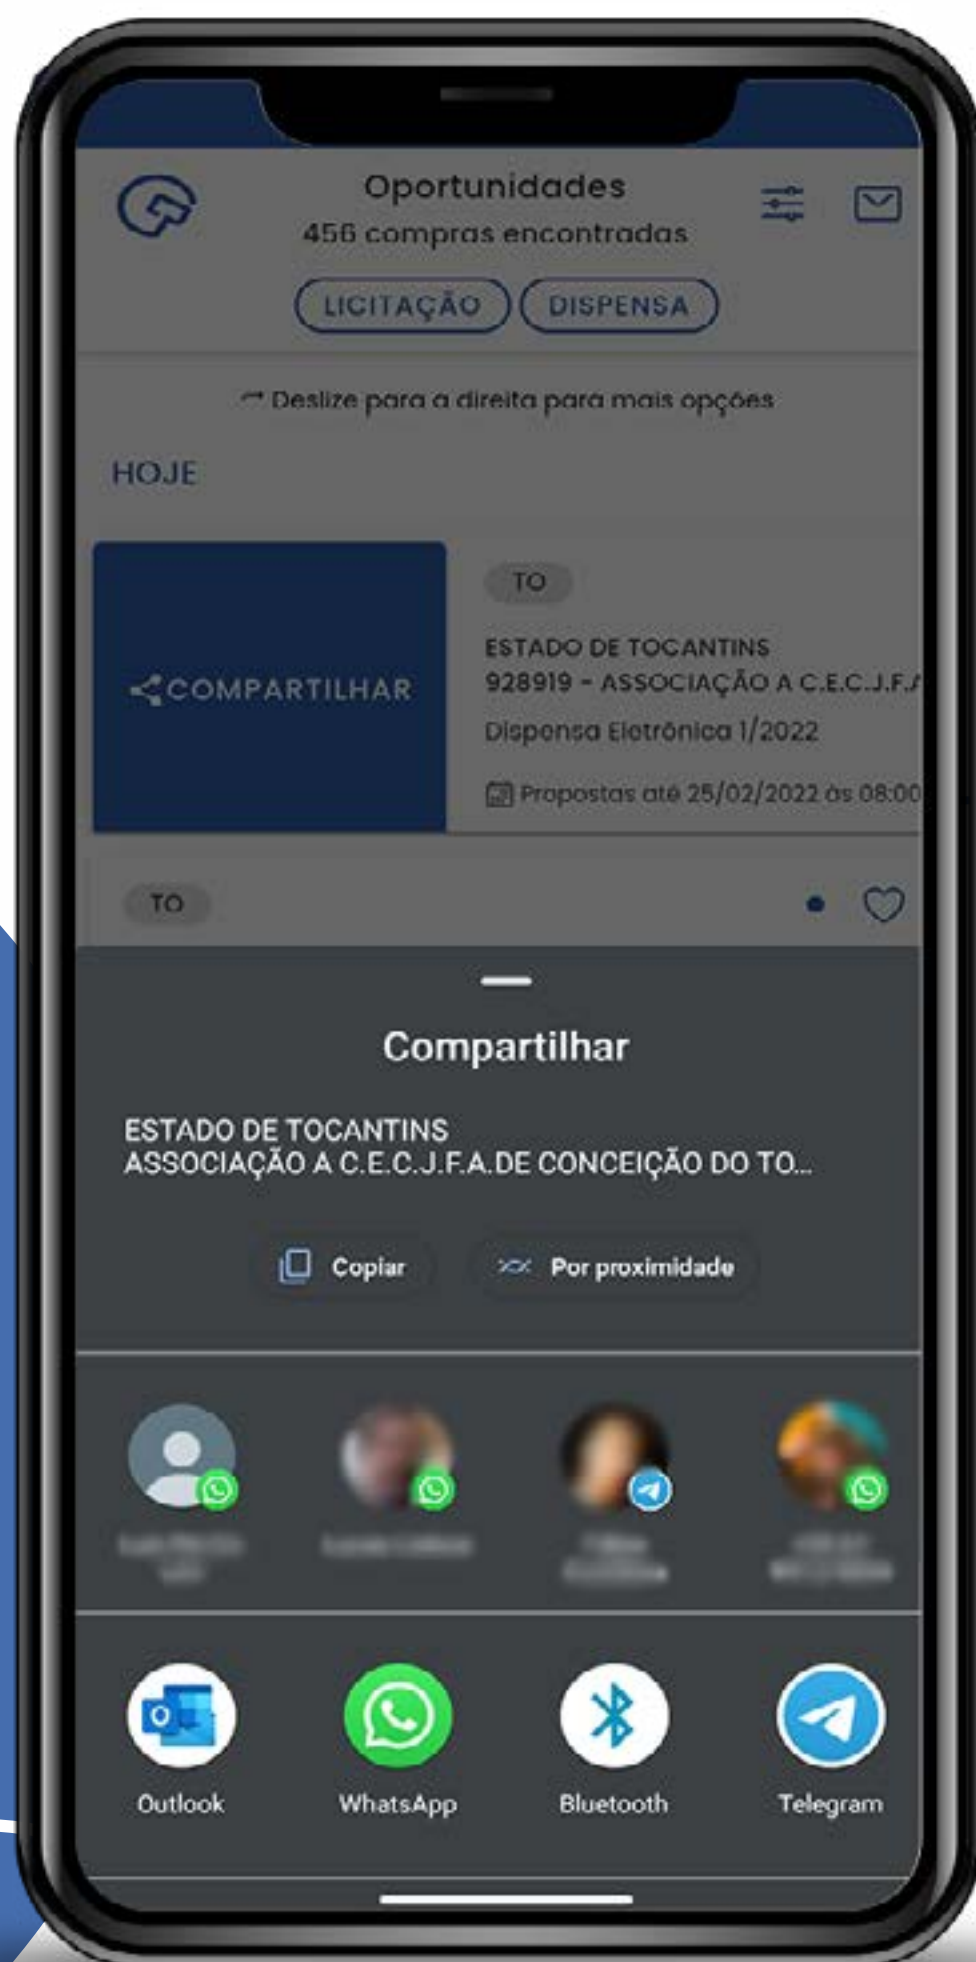 Oportunidades
456 compras encontradas
LICITAÇÃO
DISPENSA
Deslize para a direita para mais opções
HOJE
COMPARTILHAR
TO
ESTADO DE TOCANTINS
928919 - ASSOCIAÇÃO A C.E.C.J.F.A
Dispensa Eletrônica 1/2022
Propostas até 25/02/2022 às 08:00
TO
Compartilhar
ESTADO DE TOCANTINS
ASSOCIAÇÃO A C.E.C.J.F.A.DE CONCEIÇÃO DO TO...
Copiar
Por proximidade
Outlook
WhatsApp
Bluetooth
Telegram